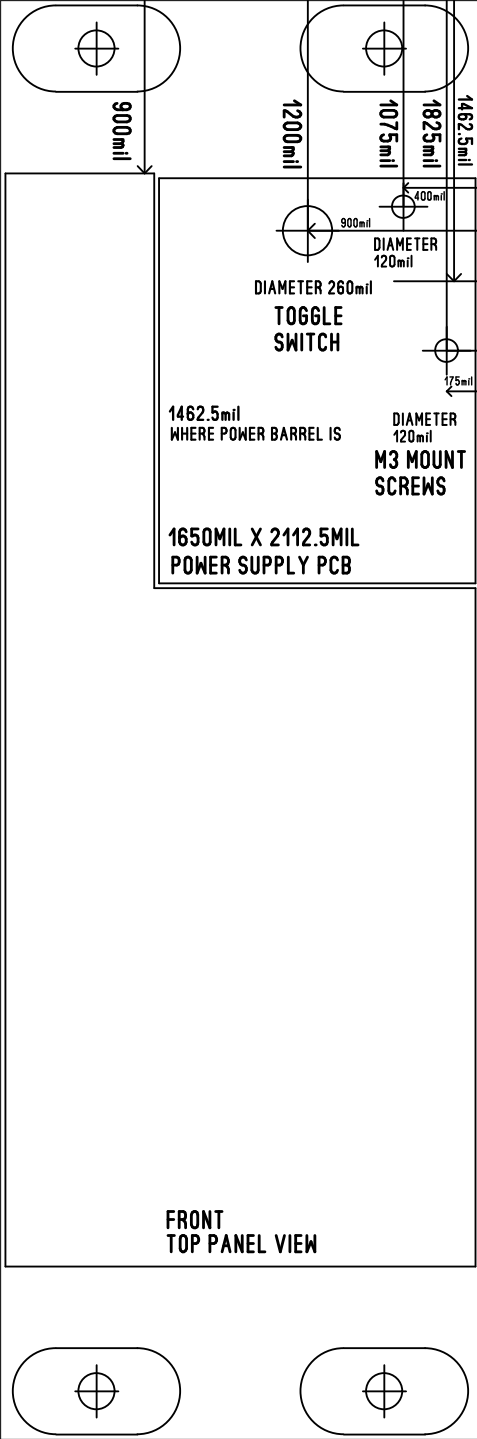 900mil
1200mil
1075mil
1825mil
1462.5mil
400mil
900mil
DIAMETER
120mil
DIAMETER 260mil
TOGGLE
SWITCH
175mil
1462.5mil
WHERE POWER BARREL IS
DIAMETER
120mil
M3 MOUNT
SCREWS
1650MIL X 2112.5MIL
POWER SUPPLY PCB
FRONT
TOP PANEL VIEW